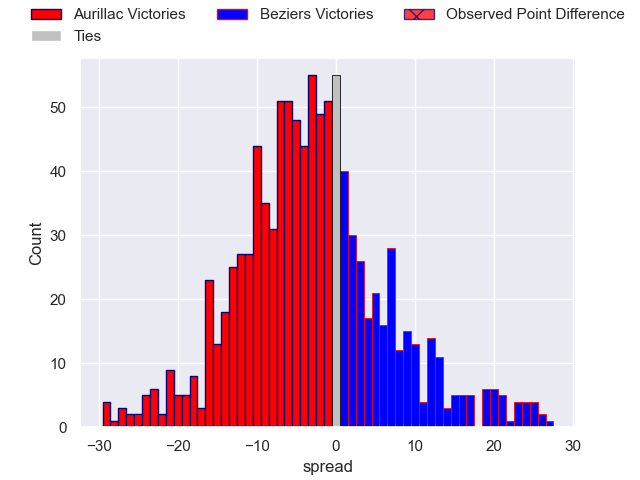 Aurillac Victories
Beziers Victories
Observed Point Difference
Ties
50
40
30
20
10
0
Count
−30
−20
−10
0
10
20
30
spread